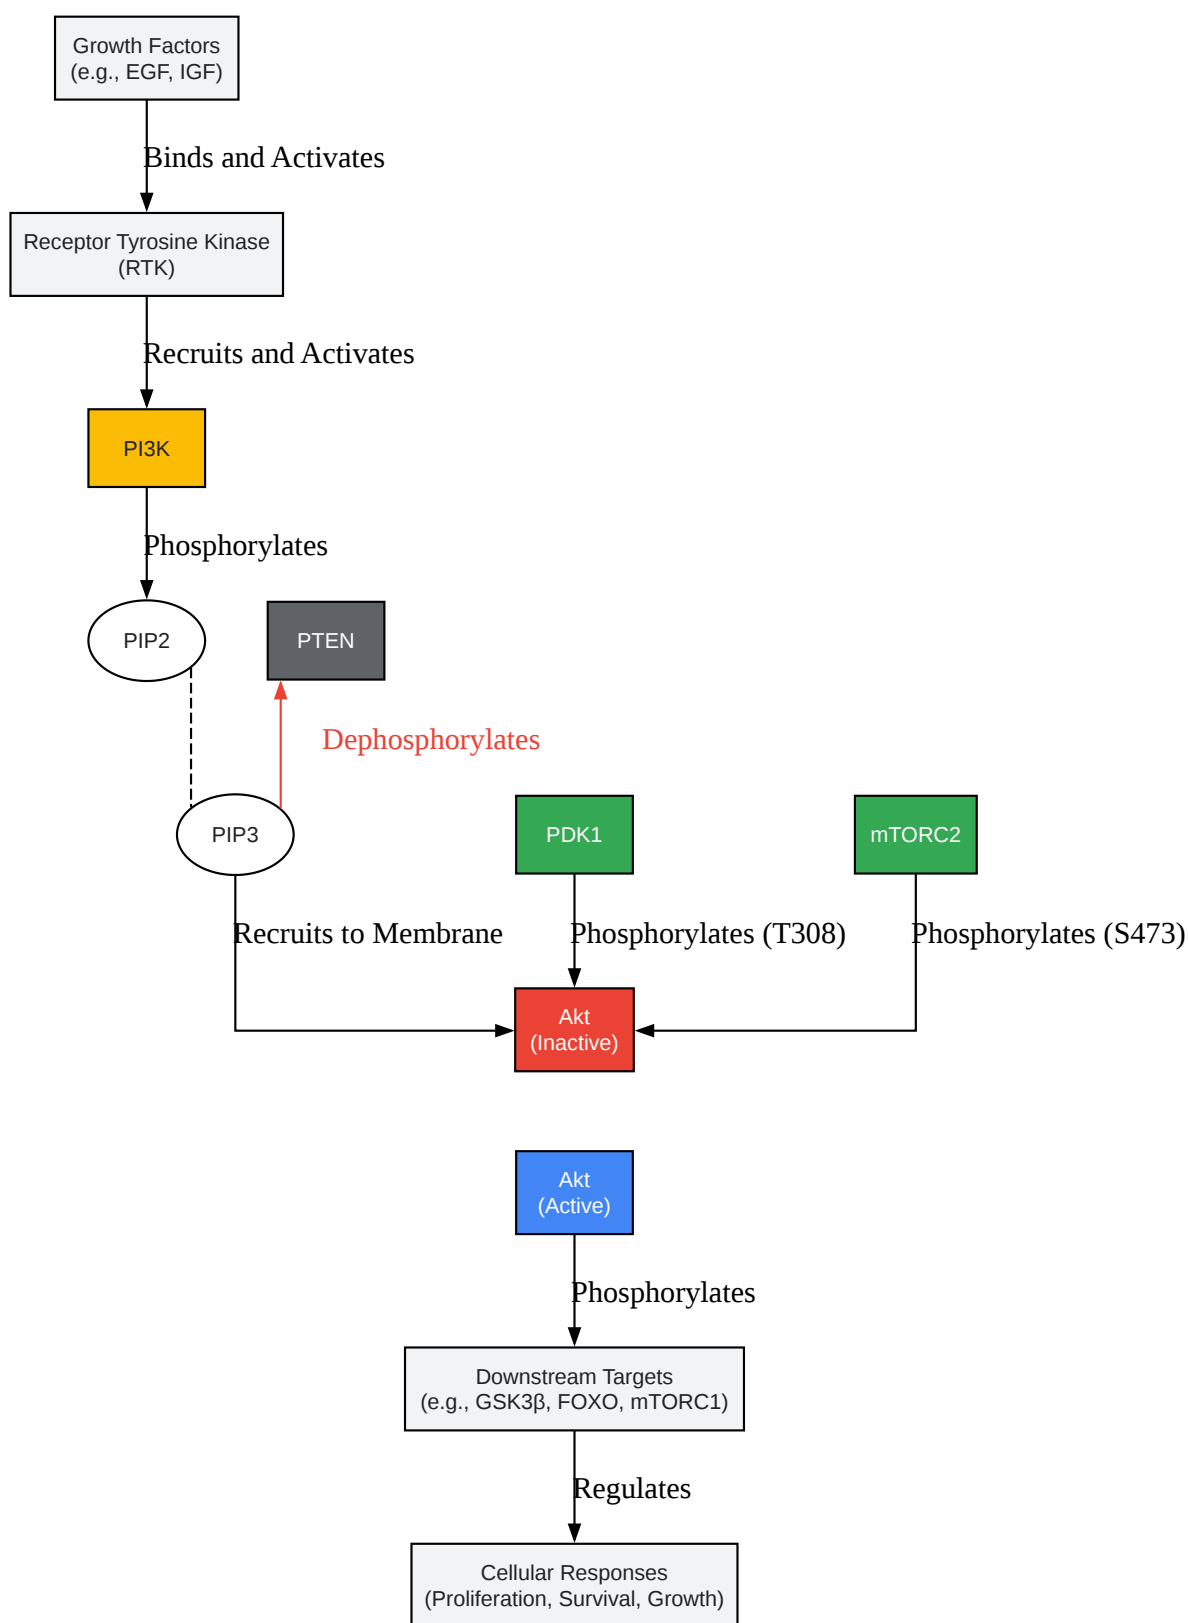 Growth Factors
(e.g., EGF, IGF)
Binds and Activates
Receptor Tyrosine Kinase
(RTK)
Recruits and Activates
PI3K
Phosphorylates
PIP2
PTEN
Dephosphorylates
PIP3
PDK1
mTORC2
Recruits to Membrane
Phosphorylates (T308)
Phosphorylates (S473)
Akt
(Inactive)
Akt
(Active)
Phosphorylates
Downstream Targets
(e.g., GSK3β, FOXO, mTORC1)
Regulates
Cellular Responses
(Proliferation, Survival, Growth)